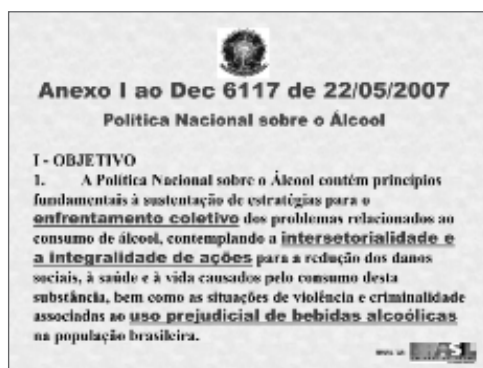 Anexo I ao Dec 6117 de 22/05/2007
Política Nacional sobre o Álcool
I - OBJETIVO
1. A Política Nacional sobre o Álcool contém princípios
fundamentais à sustentação de estratégias para o
enfrentamento coletivo dos problemas relacionados ao
consumo de álcool, contemplando a intersetorialidade e
a integralidade de ações para a redução dos danos
sociais, à saúde e à vida causados pelo consumo desta
substância, bem como as situações de violência e criminalidade
associadas ao uso prejudicial de bebidas alcoólicas
na população brasileira.